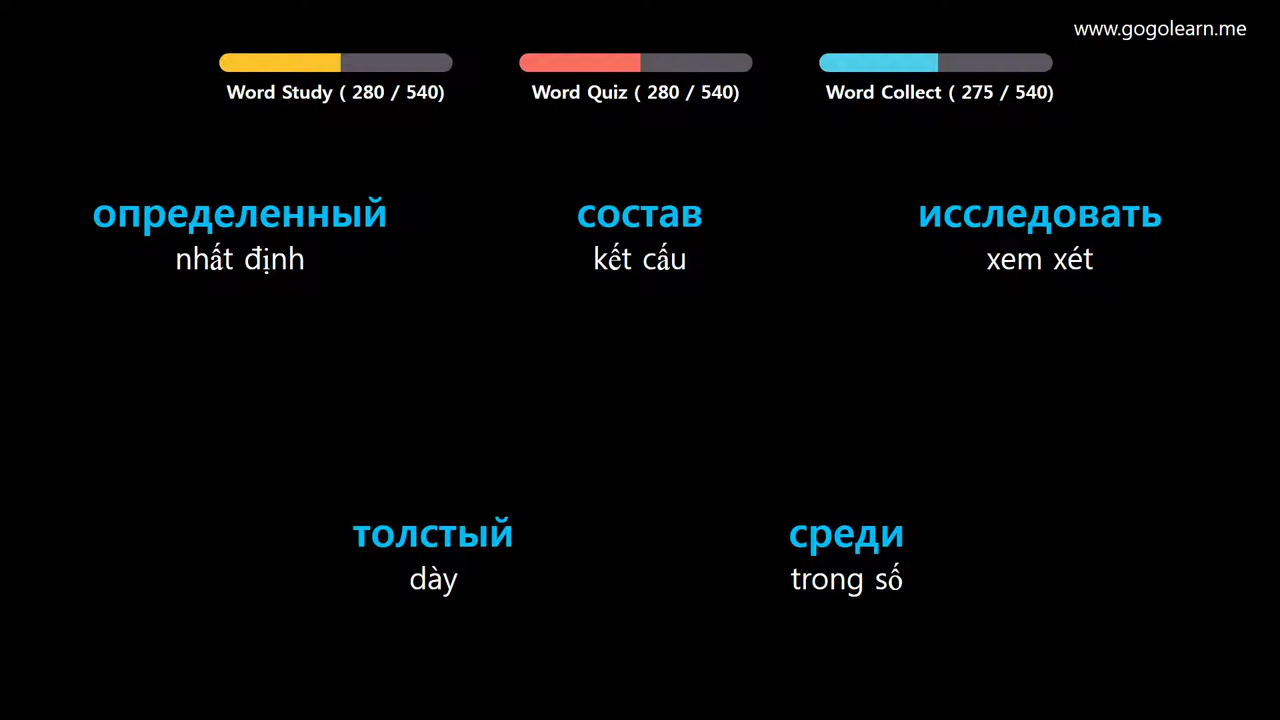 www.gogolearn.me
Word Study ( 280 / 540)
Word Quiz ( 280 / 540)
Word Collect ( 275 / 540)
определенный
nhất định
состав
kết cấu
исследовать
xem xét
толстый
dày
среди
trong số